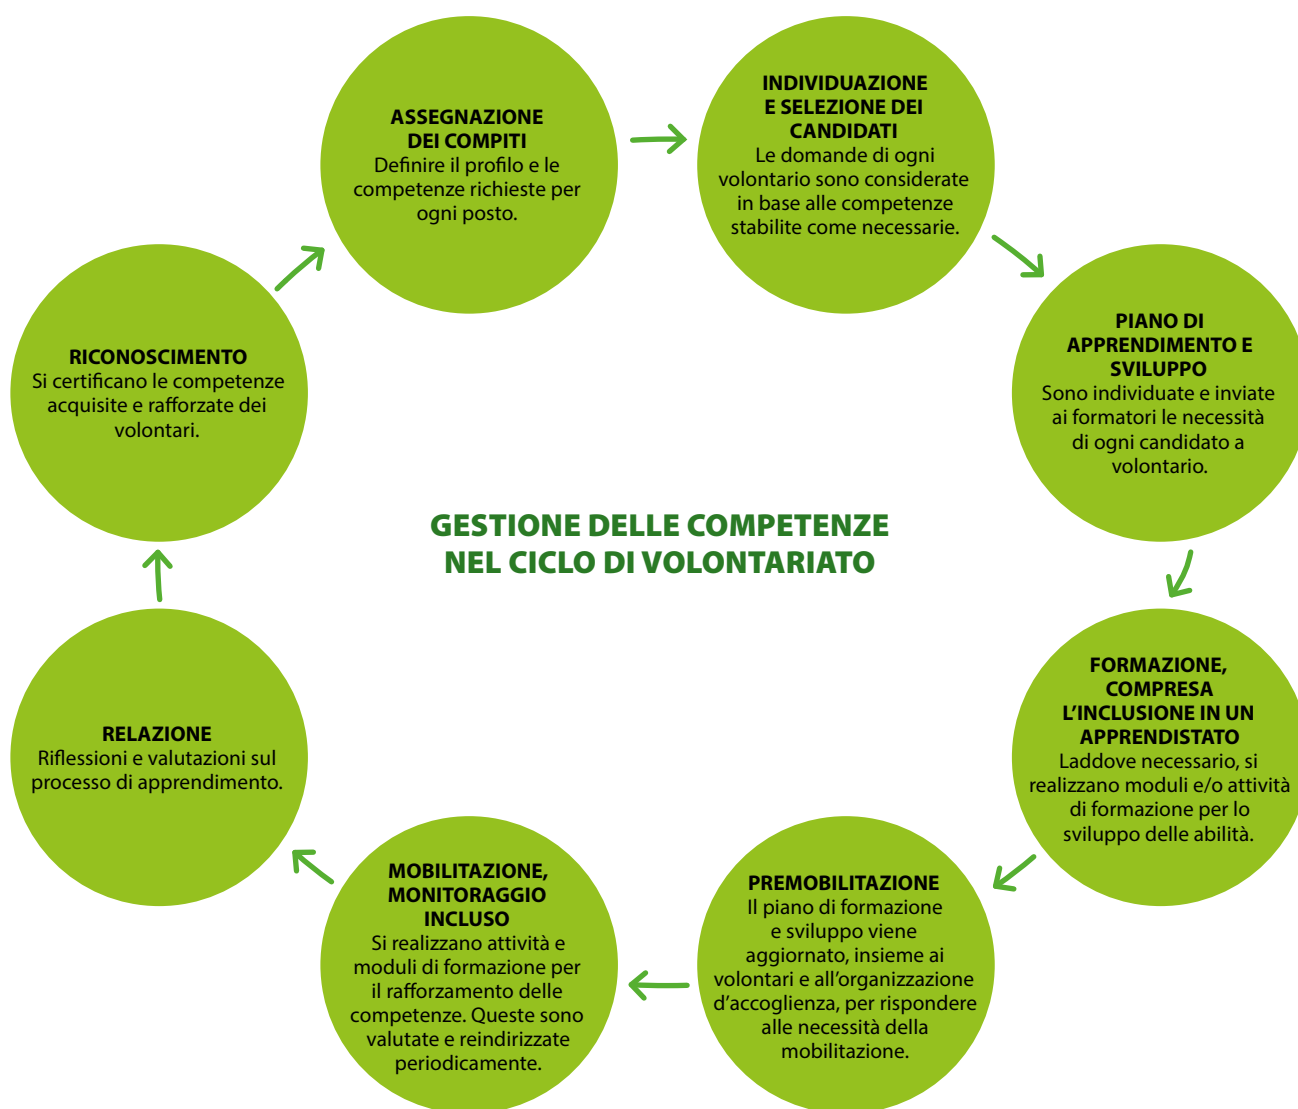 ASSEGNAZIONE
DEI COMPITI
Definire il profilo e le
competenze richieste per
ogni posto.
INDIVIDUAZIONE
E SELEZIONE DEI
CANDIDATI
Le domande di ogni
volontario sono considerate
in base alle competenze
stabilite come necessarie.
PIANO DI
APPRENDIMENTO E
SVILUPPO
Sono individuate e inviate
ai formatori le necessità
di ogni candidato a
volontario.
FORMAZIONE,
COMPRESA
L’INCLUSIONE IN UN
APPRENDISTATO
Laddove necessario, si
realizzano moduli e/o attività
di formazione per lo
sviluppo delle abilità.
PREMOBILITAZIONE
Il piano di formazione
e sviluppo viene
aggiornato, insieme ai
volontari e all’organizzazione
d’accoglienza, per rispondere
alle necessità della
mobilitazione.
MOBILITAZIONE,
MONITORAGGIO
INCLUSO
Si realizzano attività e
moduli di formazione per
il rafforzamento delle
competenze. Queste sono
valutate e reindirizzate
periodicamente.
RELAZIONE
Riflessioni e valutazioni sul
processo di apprendimento.
RICONOSCIMENTO
Si certificano le competenze
acquisite e rafforzate dei
volontari.
GESTIONE DELLE COMPETENZE
NEL CICLO DI VOLONTARIATO